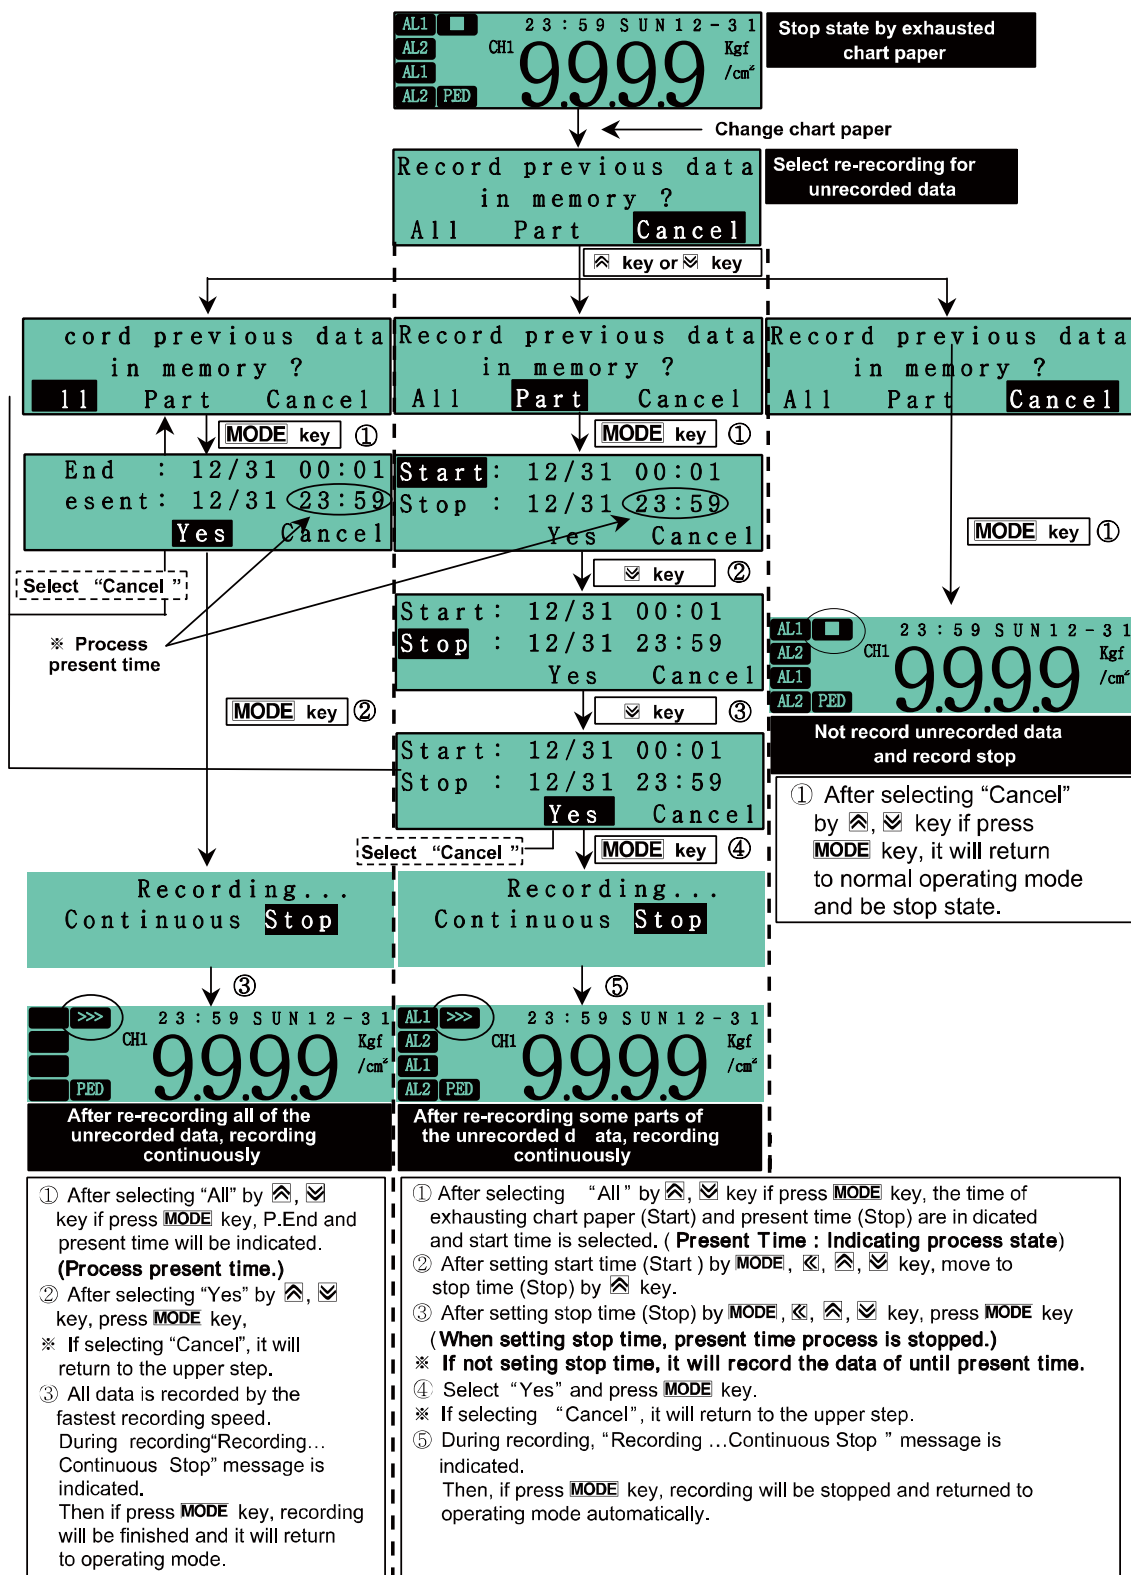 AL1 23:59 SUN12-31
AL2 CH1 9.9.9.9 Kgf
AL1 /cm²
AL2 PED
Stop state by exhausted
chart paper
Change chart paper
Record previous data
in memory ?
All Part Cancel
Select re-recording for
unrecorded data
key or key
cord previous data
in memory ?
ll Part Cancel
Record previous data
in memory ?
All Part Cancel
Record previous data
in memory ?
All Part Cancel
MODE key ①
MODE key ①
End : 12/31 00:01
esent: 12/31 23:59
Yes Cancel
Start: 12/31 00:01
Stop : 12/31 23:59
Yes Cancel
MODE key ①
Select “Cancel ”
key ②
※ Process
present time
Start: 12/31 00:01
Stop : 12/31 23:59
Yes Cancel
AL1 23:59 SUN12-31
AL2 CH1 9.9.9.9 Kgf
AL1 /cm²
AL2 PED
MODE key ②
key ③
Not record unrecorded data
and record stop
Start: 12/31 00:01
Stop : 12/31 23:59
Yes Cancel
Select “Cancel ”
MODE key ④
① After selecting “Cancel”
by , key if press
MODE key, it will return
to normal operating mode
and be stop state.
Recording...
Continuous Stop
Recording...
Continuous Stop
③
⑤
>>> 23:59 SUN12-31
CH1 9.9.9.9 Kgf
/cm²
PED
AL1 >>> 23:59 SUN12-31
AL2 CH1 9.9.9.9 Kgf
AL1 /cm²
AL2 PED
After re-recording all of the
unrecorded data, recording
continuously
After re-recording some parts of
the unrecorded d ata, recording
continuously
① After selecting “All” by ,
key if press MODE key, P.End and
present time will be indicated.
(Process present time.)
② After selecting “Yes” by ,
key, press MODE key,
※ If selecting “Cancel”, it will
return to the upper step.
③ All data is recorded by the
fastest recording speed.
During recording“Recording…
Continuous Stop” message is
indicated.
Then if press MODE key, recording
will be finished and it will return
to operating mode.
① After selecting “All” by , key if press MODE key, the time of
exhausting chart paper (Start) and present time (Stop) are in dicated
and start time is selected. ( Present Time : Indicating process state)
② After setting start time (Start ) by MODE, , , key, move to
stop time (Stop) by key.
③ After setting stop time (Stop) by MODE, , , key, press MODE key
(When setting stop time, present time process is stopped.)
※ If not seting stop time, it will record the data of until present time.
④ Select “Yes” and press MODE key.
※ If selecting “Cancel”, it will return to the upper step.
⑤ During recording, “Recording …Continuous Stop ” message is
indicated.
Then, if press MODE key, recording will be stopped and returned to
operating mode automatically.